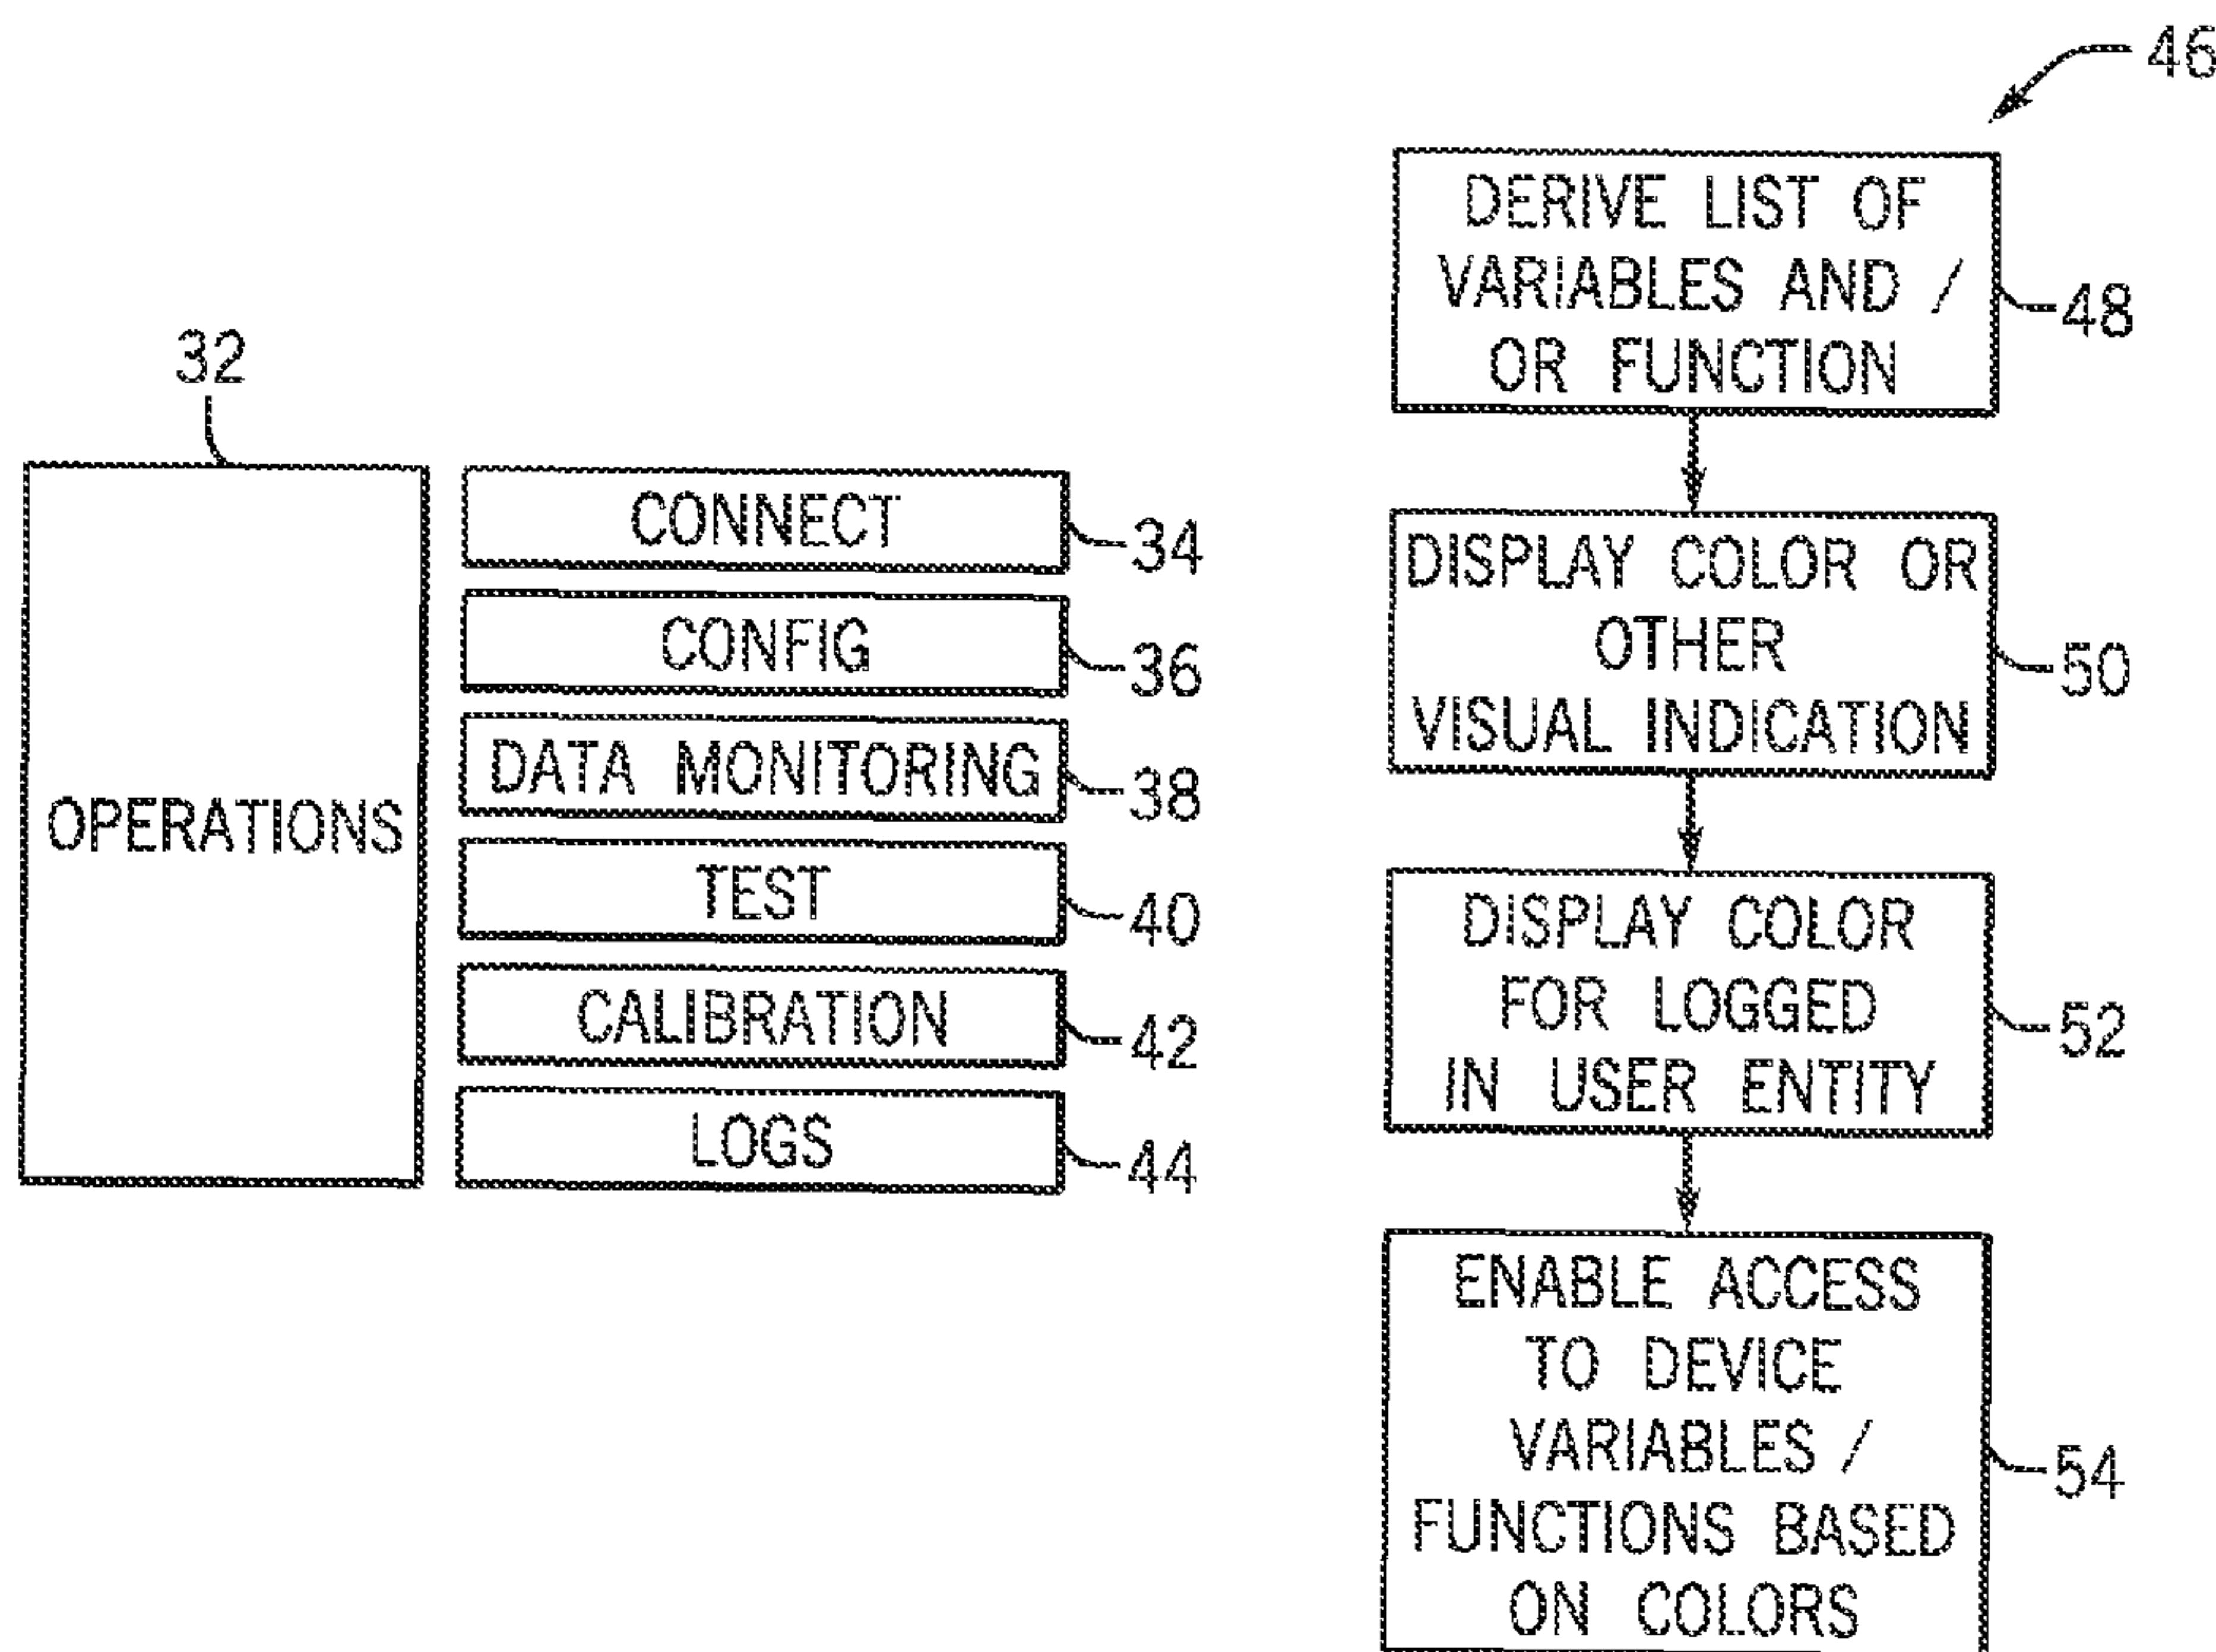 32
OPERATIONS
CONNECT
34
CONFIG
36
DATA MONITORING
38
TEST
40
CALIBRATION
42
LOGS
44
46
DERIVE LIST OF
VARIABLES AND /
OR FUNCTION
48
DISPLAY COLOR OR
OTHER
VISUAL INDICATION
50
DISPLAY COLOR
FOR LOGGED
IN USER ENTITY
52
ENABLE ACCESS
TO DEVICE
VARIABLES /
FUNCTIONS BASED
ON COLORS
54